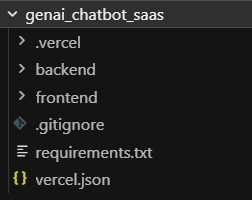 genai_chatbot_saas
.vercel
backend
frontend
.gitignore
requirements.txt
{} vercel.json